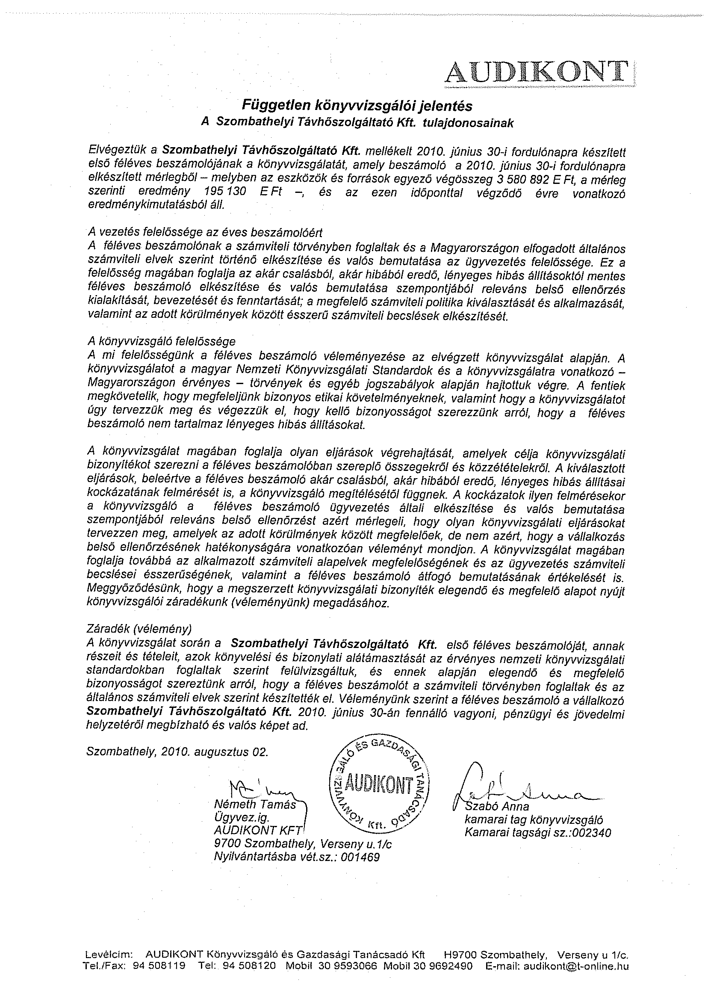 AUDIKONT
Független könyvvizsgálói jelentés
A Szombathelyi Távhőszolgáltató Kft. tulajdonosainak
Elvégeztük a Szombathelyi Távhőszolgáltató Kft. mellékelt 2010. június 30-i fordulónapra készített
első féléves beszámolójának a könyvvizsgálatát, amely beszámoló a 2010. június 30-i fordulónapra
elkészített mérlegből – melyben az eszközök és források egyező végösszeg 3 580 892 E Ft, a mérleg
szerinti eredmény 195 130 E Ft –, és az ezen időponttal végződő évre vonatkozó
eredménykimutatásból áll.
A vezetés felelőssége az éves beszámolóért
A féléves beszámolónak a számviteli törvényben foglaltak és a Magyarországon elfogadott általános
számviteli elvek szerint történő elkészítése és valós bemutatása az ügyvezetés felelőssége. Ez a
felelősség magában foglalja az akár csalásból, akár hibából eredő, lényeges hibás állításoktól mentes
féléves beszámoló elkészítése és valós bemutatása szempontjából releváns belső ellenőrzés
kialakítását, bevezetését és fenntartását; a megfelelő számviteli politika kiválasztását és alkalmazását,
valamint az adott körülmények között ésszerű számviteli becslések elkészítését.
A könyvvizsgáló felelőssége
A mi felelősségünk a féléves beszámoló véleményezése az elvégzett könyvvizsgálat alapján. A
könyvvizsgálatot a magyar Nemzeti Könyvvizsgálati Standardok és a könyvvizsgálatra vonatkozó –
Magyarországon érvényes – törvények és egyéb jogszabályok alapján hajtottuk végre. A fentiek
megkövetelik, hogy megfeleljünk bizonyos etikai követelményeknek, valamint hogy a könyvvizsgálatot
úgy tervezzük meg és végezzük el, hogy kellő bizonyosságot szerezzünk arról, hogy a féléves
beszámoló nem tartalmaz lényeges hibás állításokat.
A könyvvizsgálat magában foglalja olyan eljárások végrehajtását, amelyek célja könyvvizsgálati
bizonyítékot szerezni a féléves beszámolóban szereplő összegekről és közzétételekről. A kiválasztott
eljárások, beleértve a féléves beszámoló akár csalásból, akár hibából eredő, lényeges hibás állításai
kockázatának felmérését is, a könyvvizsgáló megítélésétől függnek. A kockázatok ilyen felmérésekor
a könyvvizsgáló a féléves beszámoló ügyvezetés általi elkészítése és valós bemutatása
szempontjából releváns belső ellenőrzést azért mérlegeli, hogy olyan könyvvizsgálati eljárásokat
tervezzen meg, amelyek az adott körülmények között megfelelőek, de nem azért, hogy a vállalkozás
belső ellenőrzésének hatékonyságára vonatkozóan véleményt mondjon. A könyvvizsgálat magában
foglalja továbbá az alkalmazott számviteli alapelvek megfelelőségének és az ügyvezetés számviteli
becslései ésszerűségének, valamint a féléves beszámoló átfogó bemutatásának értékelését is.
Meggyőződésünk, hogy a megszerzett könyvvizsgálati bizonyíték elegendő és megfelelő alapot nyújt
könyvvizsgálói záradékunk (véleményünk) megadásához.
Záradék (vélemény)
A könyvvizsgálat során a Szombathelyi Távhőszolgáltató Kft. első féléves beszámolóját, annak
részeit és tételeit, azok könyvelési és bizonylati alátámasztását az érvényes nemzeti könyvvizsgálati
standardokban foglaltak szerint felülvizsgáltuk, és ennek alapján elegendő és megfelelő
bizonyosságot szereztünk arról, hogy a féléves beszámolót a számviteli törvényben foglaltak és az
általános számviteli elvek szerint készítették el. Véleményünk szerint a féléves beszámoló a vállalkozó
Szombathelyi Távhőszolgáltató Kft. 2010. június 30-án fennálló vagyoni, pénzügyi és jövedelmi
helyzetéről megbízható és valós képet ad.
Szombathely, 2010. augusztus 02.
KÖNYVVIZSGÁLÓ ÉS GAZDASÁGI TANÁCSADÓ Kft.
AUDIKONT
Szabó Anna
Németh Tamás
Ügyvez.ig.
AUDIKONT KFT
9700 Szombathely, Verseny u.1/c
Nyilvántartásba vét.sz.: 001469
Szabó Anna
kamarai tag könyvvizsgáló
Kamarai tagsági sz.:002340
Levélcím: AUDIKONT Könyvvizsgáló és Gazdasági Tanácsadó Kft H9700 Szombathely, Verseny u 1/c.
Tel./Fax: 94 508119 Tel: 94 508120 Mobil 30 9593066 Mobil 30 9692490 E-mail: audikont@t-online.hu